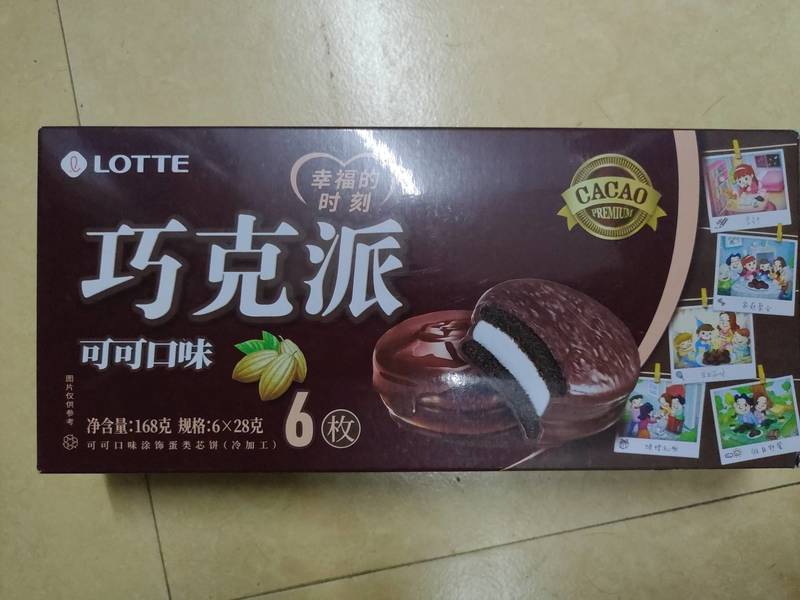 LOTTE
幸福的
时刻
巧克派
可可口味
CACAO
PREMIUM
图片仅供参考
净含量:168克 规格:6×28克
6枚
可可口味涂饰蛋类芯饼(冷加工)